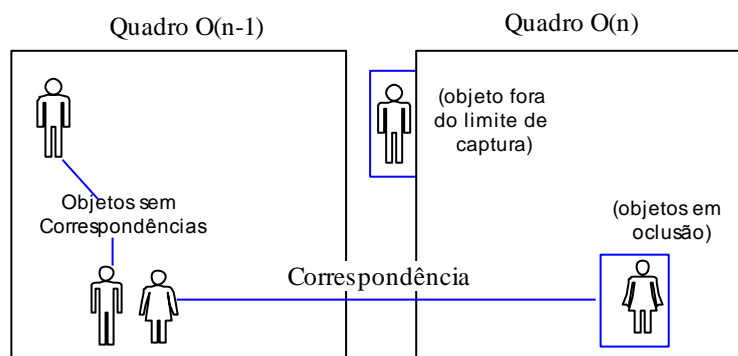 Quadro O(n-1)
Quadro O(n)
(objeto fora
do limite de
captura)
Objetos sem
Correspondências
(objetos em
oclusão)
Correspondência